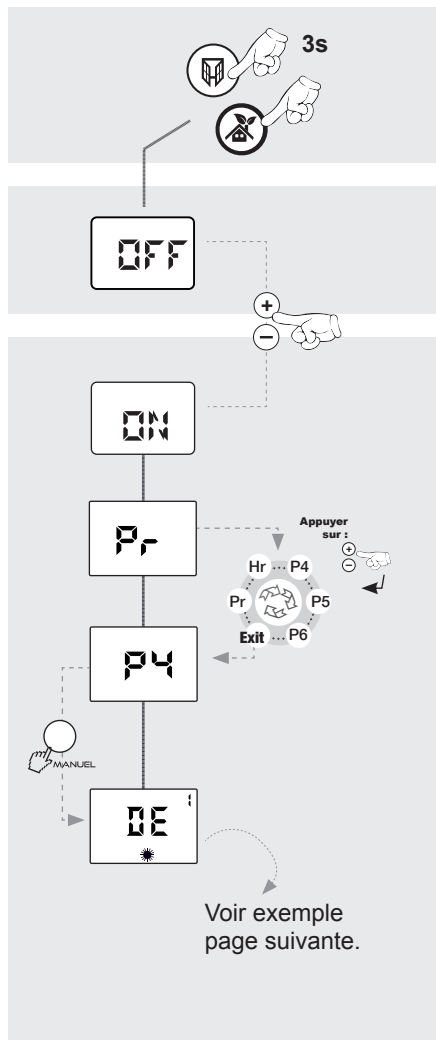 3s
OFF
+
−
ON
Pr
Appuyer
sur :
+
−
Hr ... P4
Pr P5
Exit ... P6
P4
MANUEL
1
DE
Voir exemple
page suivante.